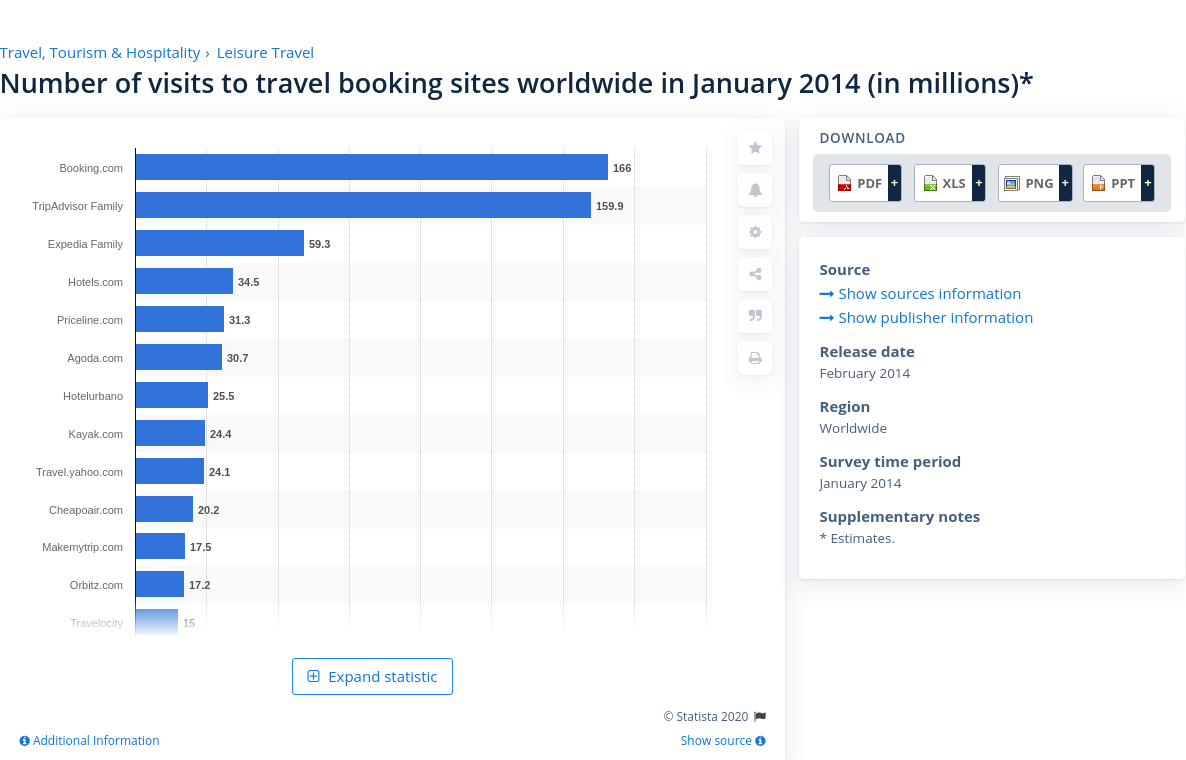 Travel, Tourism & Hospitality › Leisure Travel
Number of visits to travel booking sites worldwide in January 2014 (in millions)*
Booking.com 166
TripAdvisor Family 159.9
Expedia Family 59.3
Hotels.com 34.5
Priceline.com 31.3
Agoda.com 30.7
Hotelurbano 25.5
Kayak.com 24.4
Travel.yahoo.com 24.1
Cheapoair.com 20.2
Makemytrip.com 17.5
Orbitz.com 17.2
Travelocity 15
Expand statistic
© Statista 2020
Additional Information
Show source
DOWNLOAD
PDF + XLS + PNG + PPT +
Source
Show sources information
Show publisher information
Release date
February 2014
Region
Worldwide
Survey time period
January 2014
Supplementary notes
* Estimates.